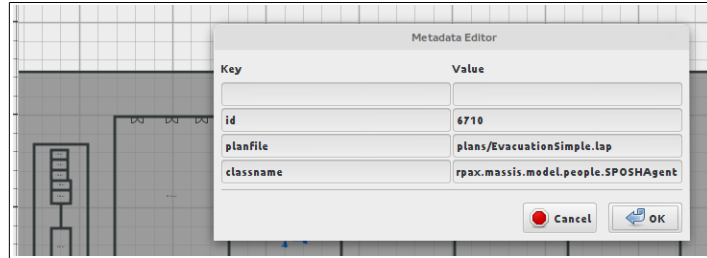 Metadata Editor
Key Value
id 6710
planfile plans/EvacuationSimple.lap
classname rpax.massis.model.people.SPOSHAgent
Cancel OK